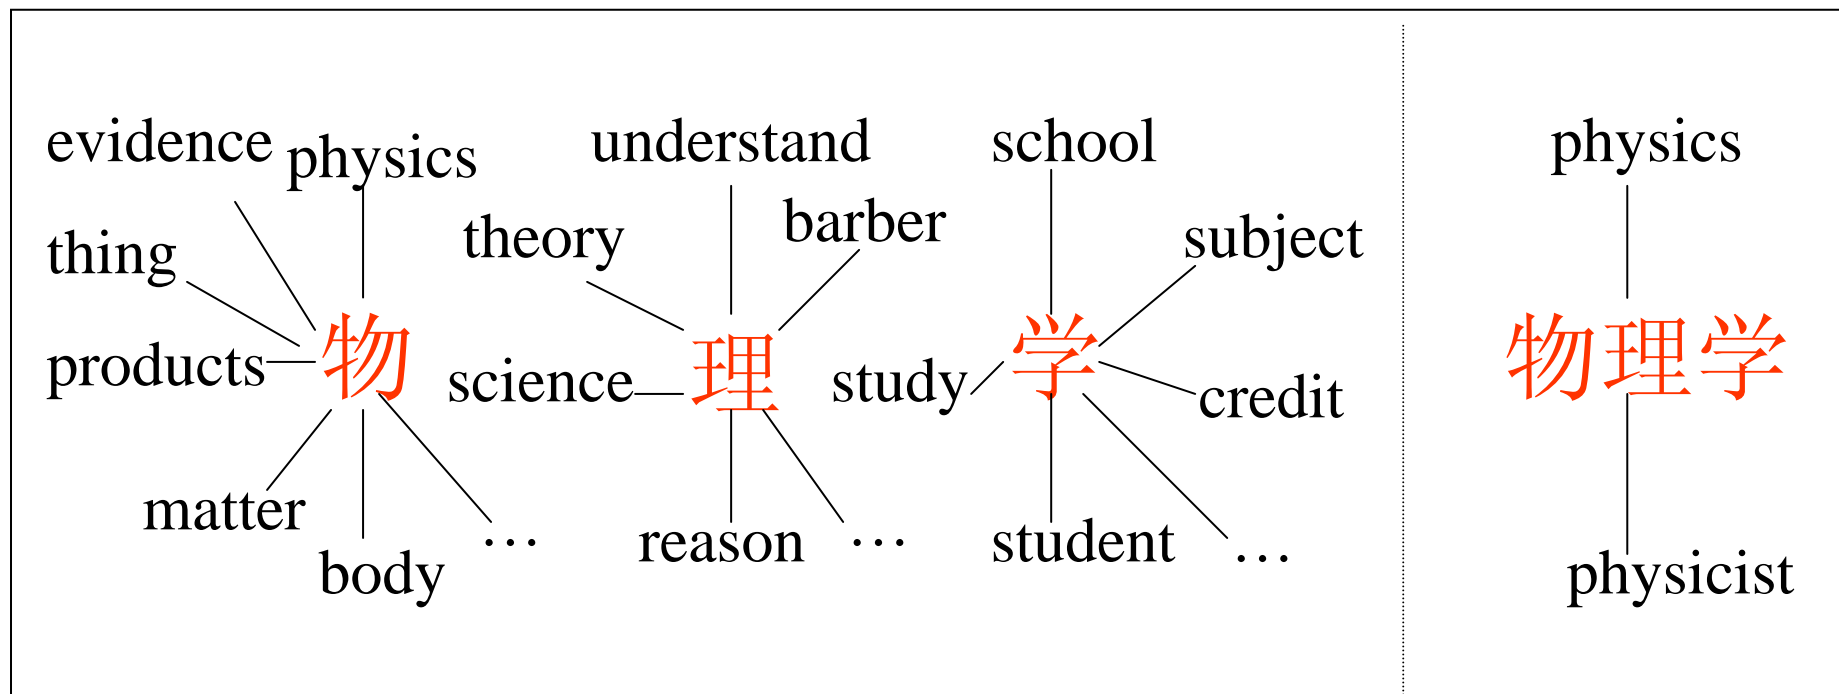 evidence physics understand school physics
thing theory barber subject
物 理 学 物理学
products science study credit
matter reason … student … physicist
body …